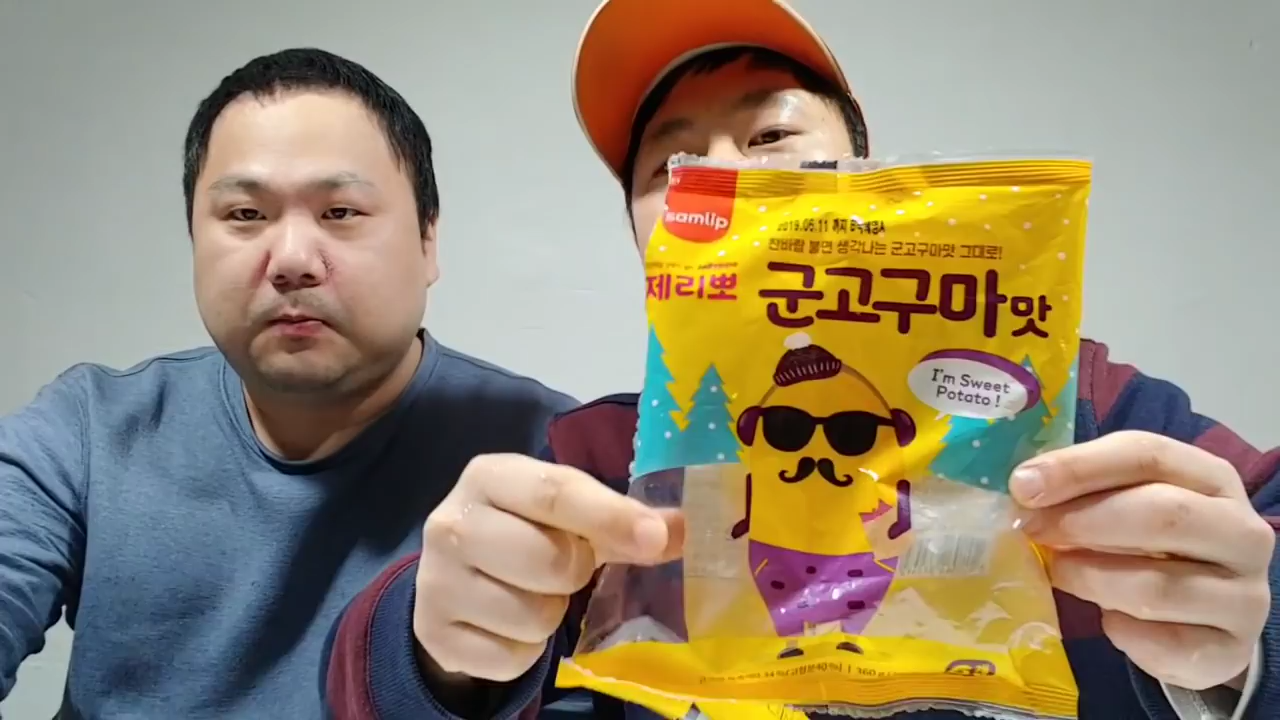 samlip
2019.05.11 까지
찬바람 불면 생각나는 군고구마맛 그대로!
제리뽀
군고구마맛
I'm Sweet
Potato!